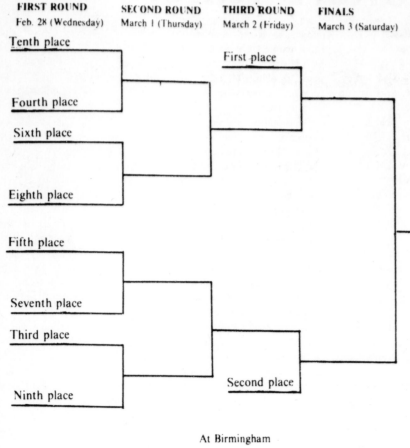 FIRST ROUND SECOND ROUND THIRD ROUND FINALS
Feb. 28 (Wednesday) March 1 (Thursday) March 2 (Friday) March 3 (Saturday)
Tenth place
First place
Fourth place
Sixth place
Eighth place
Fifth place
Seventh place
Third place
Second place
Ninth place
At Birmingham